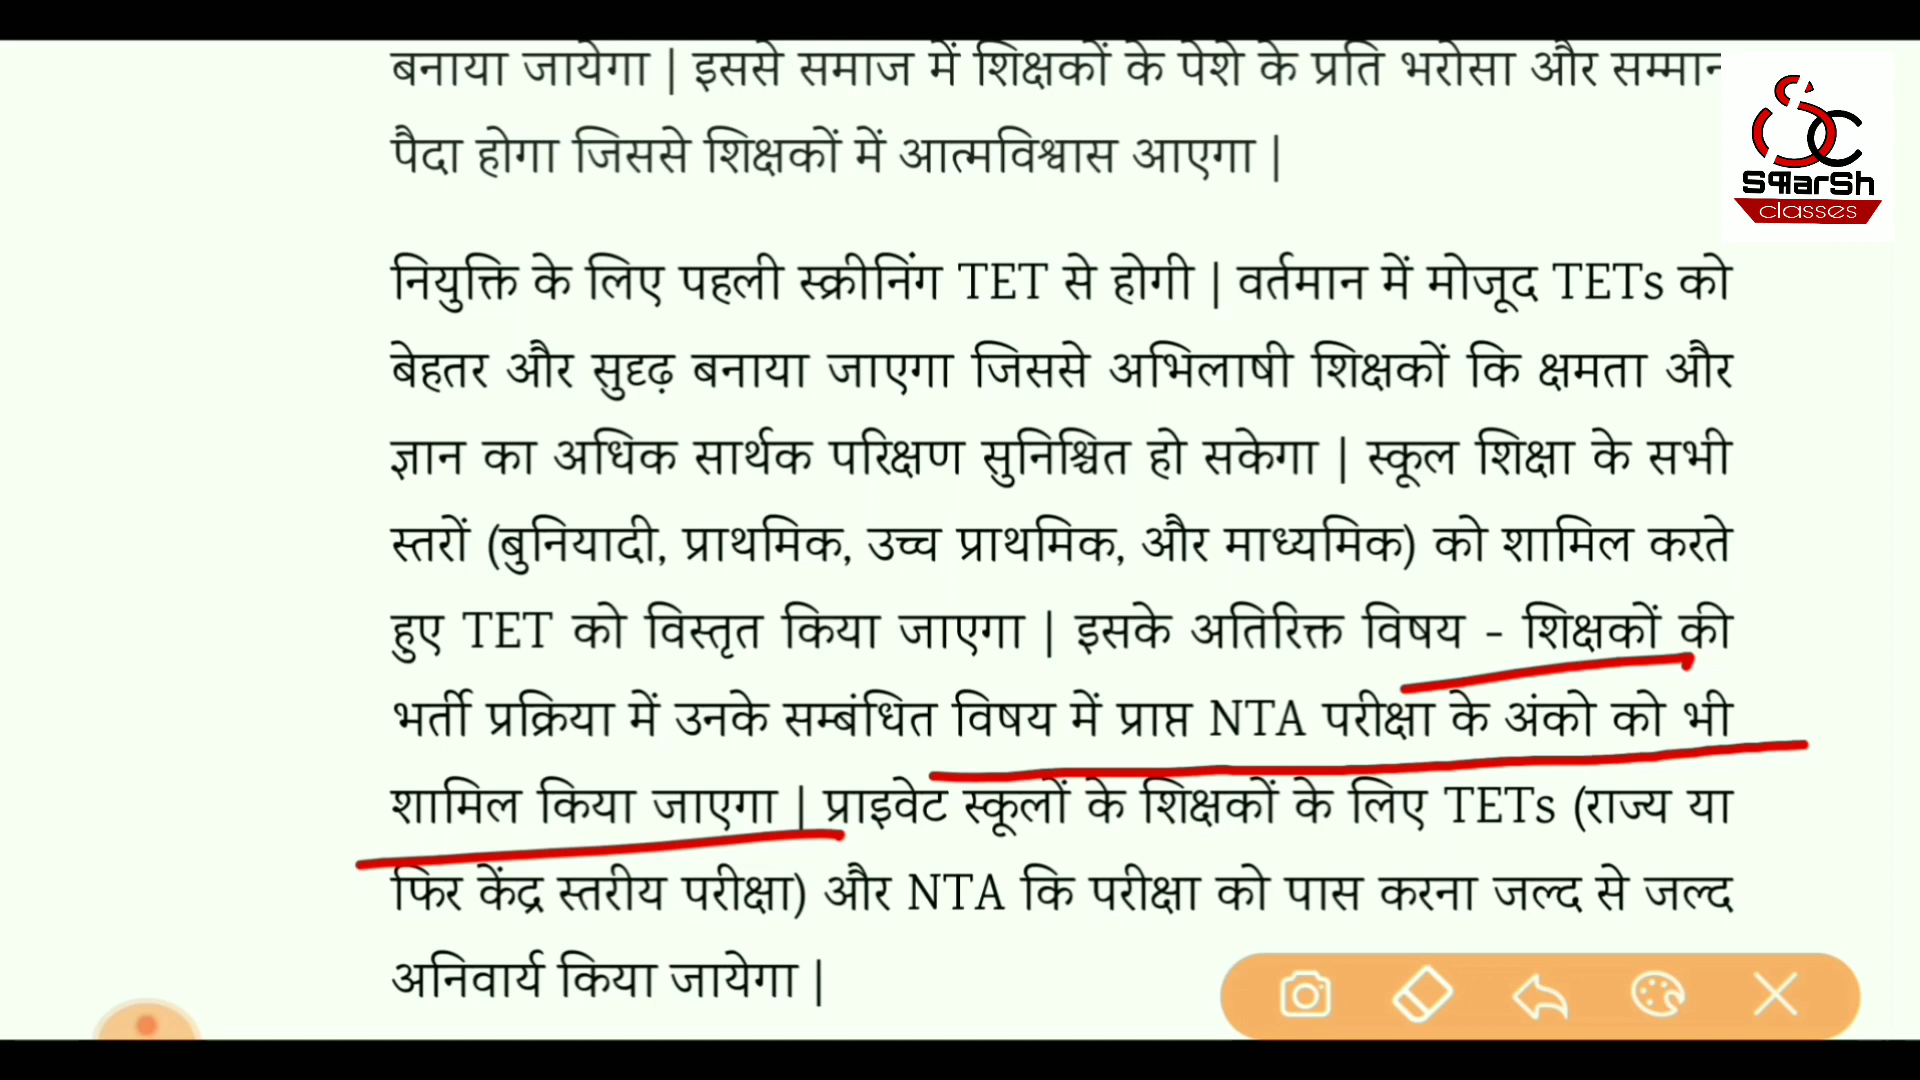 बनाया जायेगा | इससे समाज में शिक्षकों के पेशे के प्रति भरोसा और सम्मान
पैदा होगा जिससे शिक्षकों में आत्मविश्वास आएगा |
SपarSh
classes
नियुक्ति के लिए पहली स्क्रीनिंग TET से होगी | वर्तमान में मोजूद TETs को
बेहतर और सुदृढ़ बनाया जाएगा जिससे अभिलाषी शिक्षकों कि क्षमता और
ज्ञान का अधिक सार्थक परिक्षण सुनिश्चित हो सकेगा | स्कूल शिक्षा के सभी
स्तरों (बुनियादी, प्राथमिक, उच्च प्राथमिक, और माध्यमिक) को शामिल करते
हुए TET को विस्तृत किया जाएगा | इसके अतिरिक्त विषय - शिक्षकों की
भर्ती प्रक्रिया में उनके सम्बंधित विषय में प्राप्त NTA परीक्षा के अंको को भी
शामिल किया जाएगा | प्राइवेट स्कूलों के शिक्षकों के लिए TETs (राज्य या
फिर केंद्र स्तरीय परीक्षा) और NTA कि परीक्षा को पास करना जल्द से जल्द
अनिवार्य किया जायेगा |